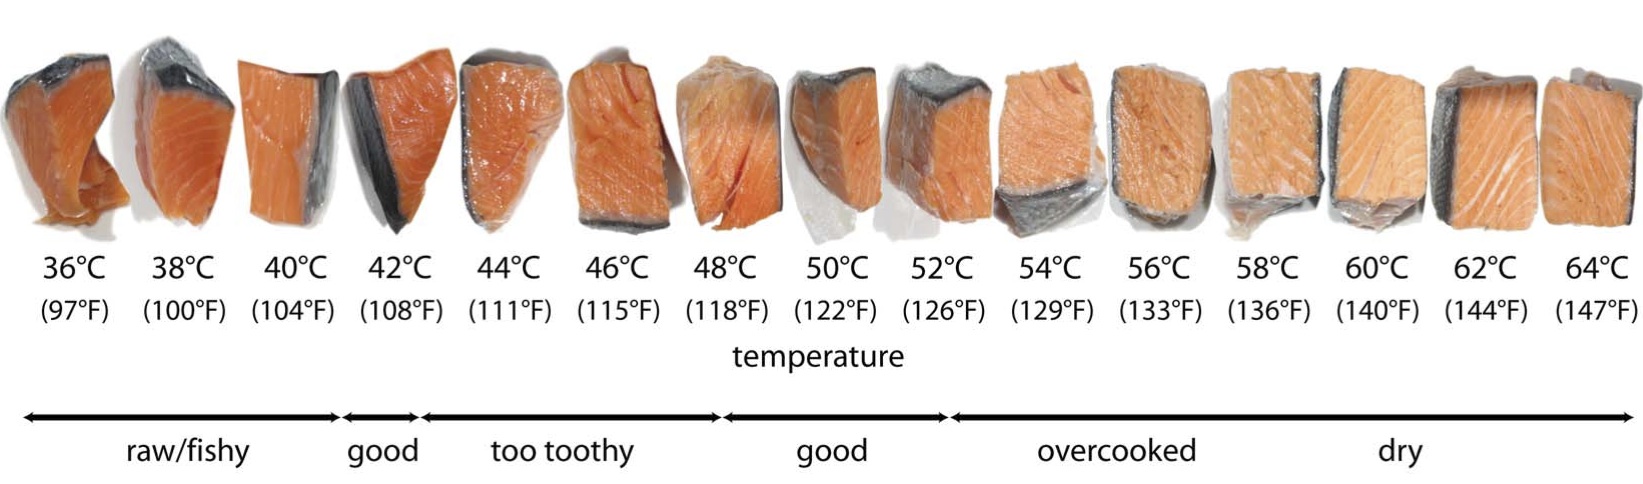 36°C 38°C 40°C 42°C 44°C 46°C 48°C 50°C 52°C 54°C 56°C 58°C 60°C 62°C 64°C
(97°F) (100°F) (104°F) (108°F) (111°F) (115°F) (118°F) (122°F) (126°F) (129°F) (133°F) (136°F) (140°F) (144°F) (147°F)
temperature
raw/fishy good too toothy good overcooked dry